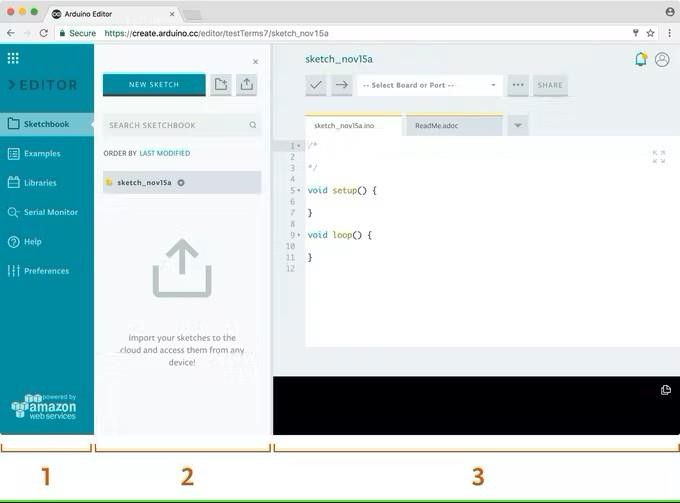 Arduino Editor
Secure https://create.arduino.cc/editor/testTerms7/sketch_nov15a
>EDITOR
Sketchbook
Examples
Libraries
Serial Monitor
Help
Preferences
powered by
amazon
web services
NEW SKETCH
SEARCH SKETCHBOOK
ORDER BY LAST MODIFIED
sketch_nov15a
Import your sketches to the
cloud and access them from any
device!
sketch_nov15a
-- Select Board or Port --
SHARE
sketch_nov15a.ino
ReadMe.adoc
1 /*
2
3 */
4
5 void setup() {
6
7 }
8
9 void loop() {
10
11 }
12
1
2
3